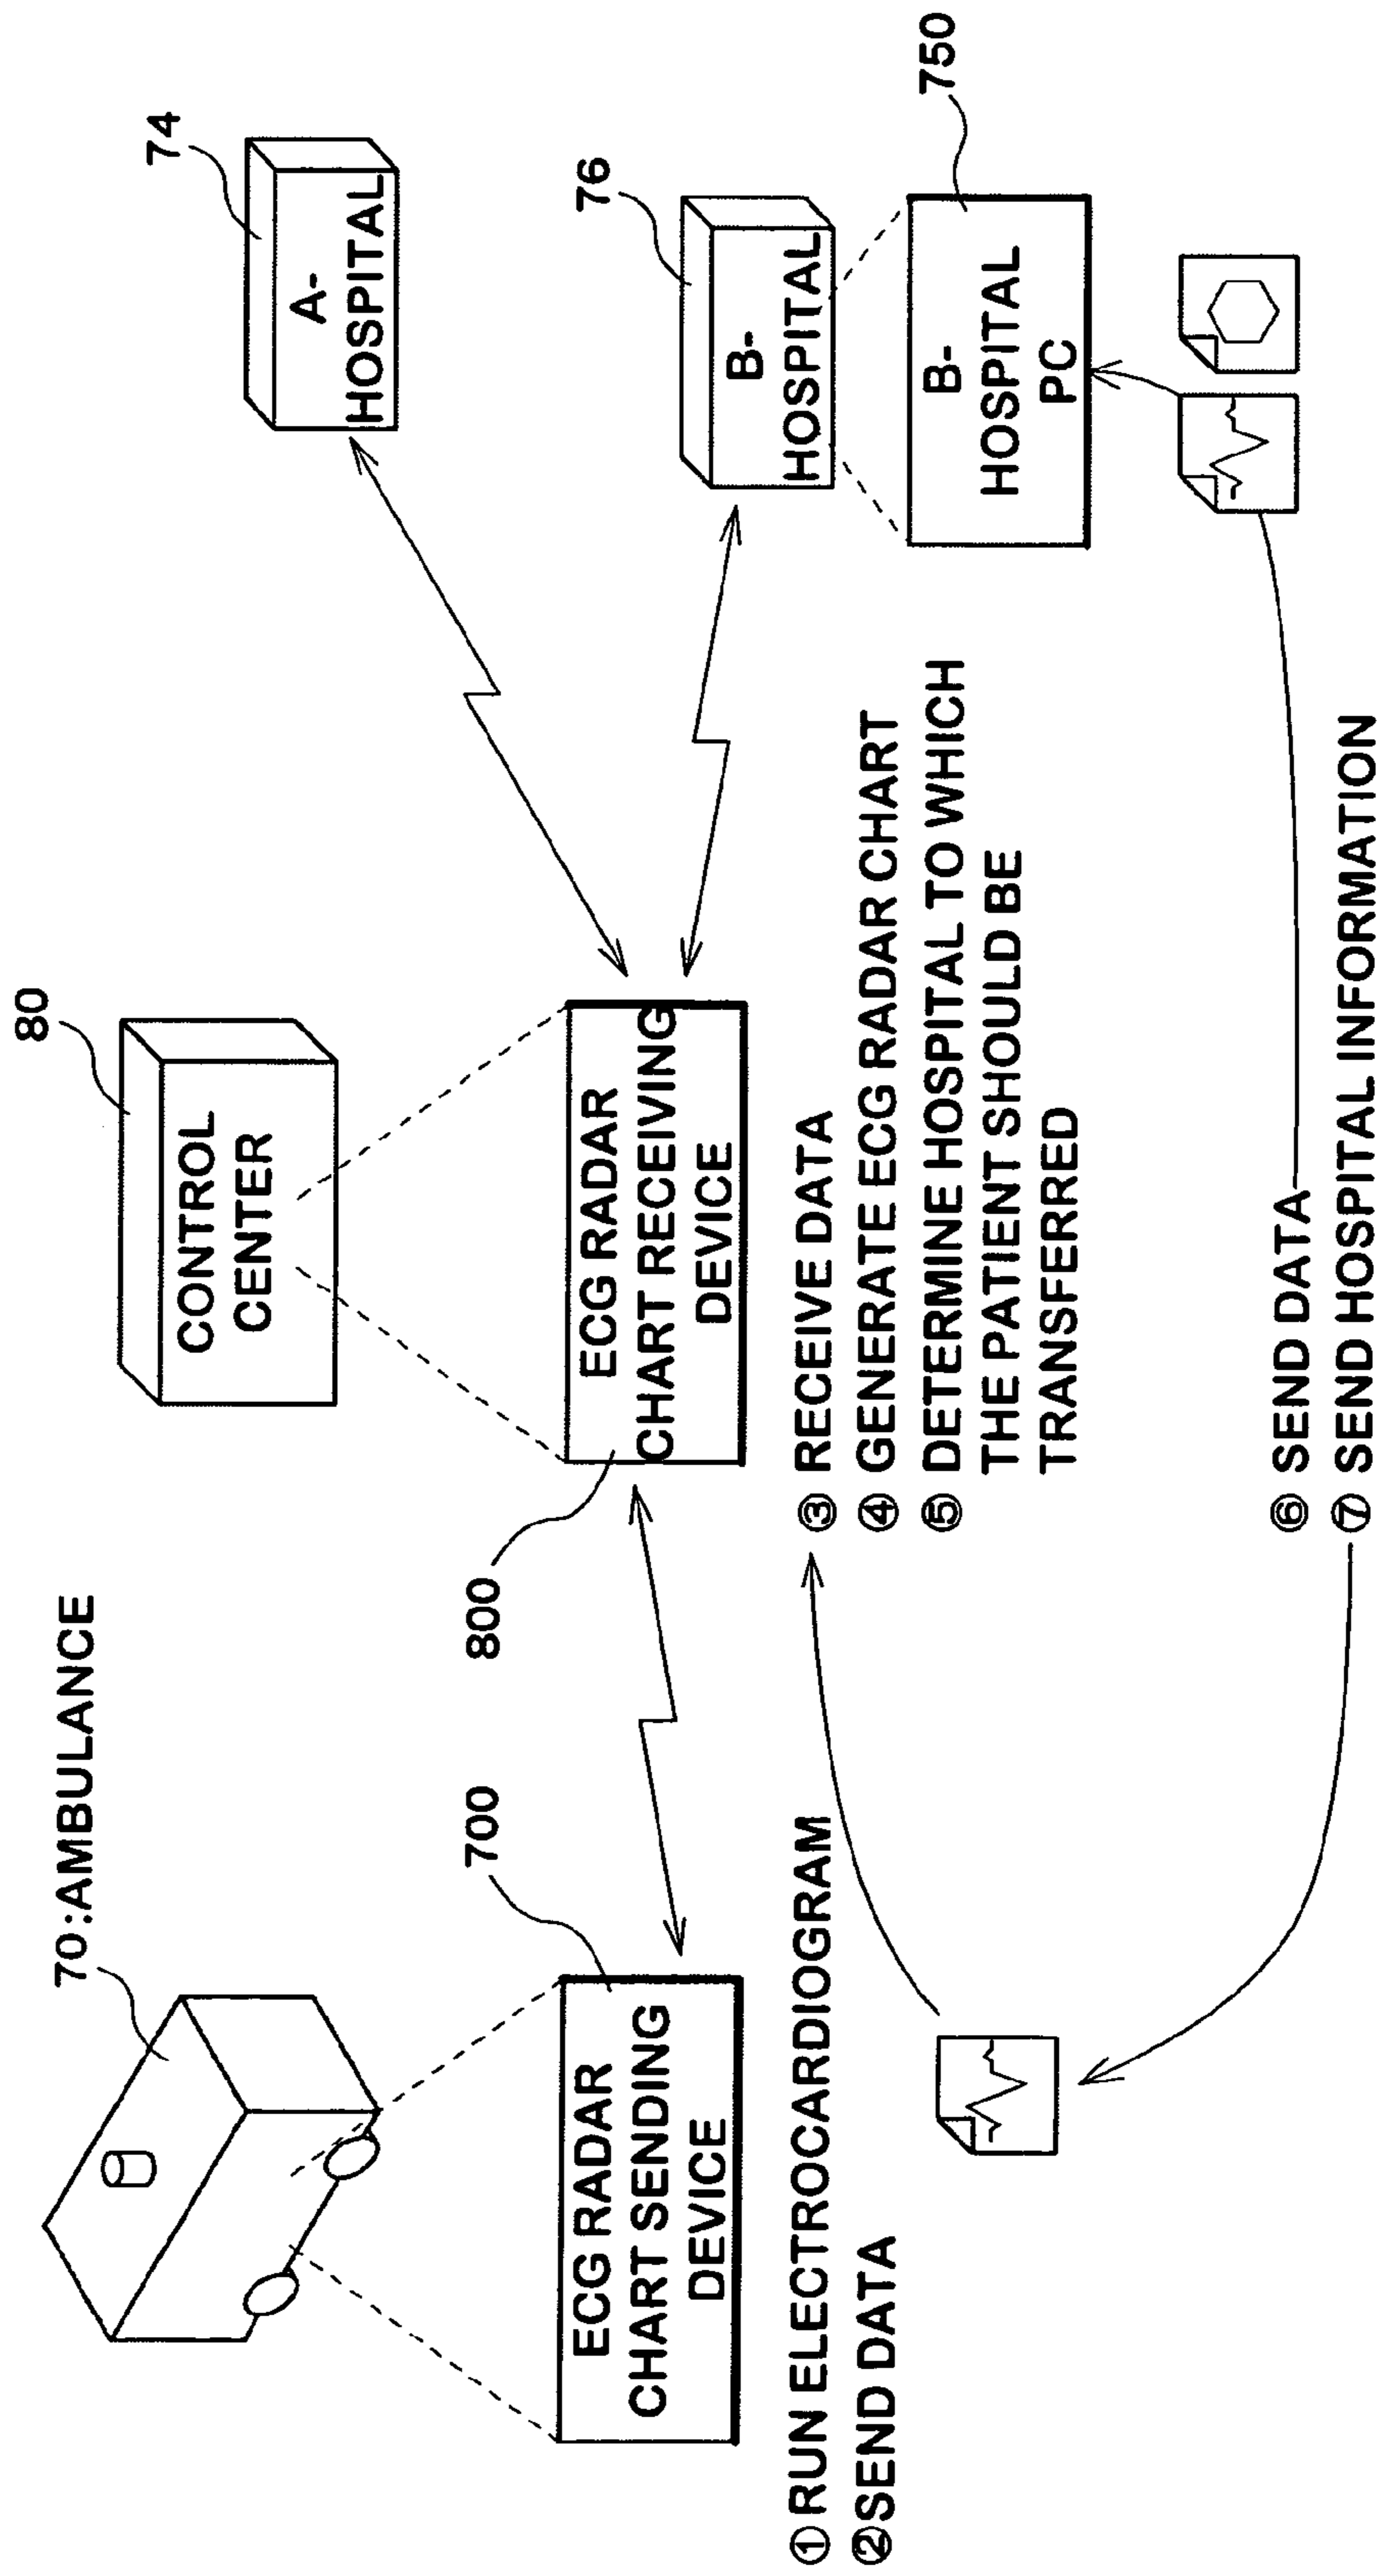 70:AMBULANCE
700
ECG RADAR
CHART SENDING
DEVICE
① RUN ELECTROCARDIOGRAM
②SEND DATA
80
CONTROL
CENTER
800
ECG RADAR
CHART RECEIVING
DEVICE
③ RECEIVE DATA
④ GENERATE ECG RADAR CHART
⑤ DETERMINE HOSPITAL TO WHICH
THE PATIENT SHOULD BE
TRANSFERRED
⑥ SEND DATA
⑦ SEND HOSPITAL INFORMATION
74
A-
HOSPITAL
76
B-
HOSPITAL
750
B-
HOSPITAL
PC